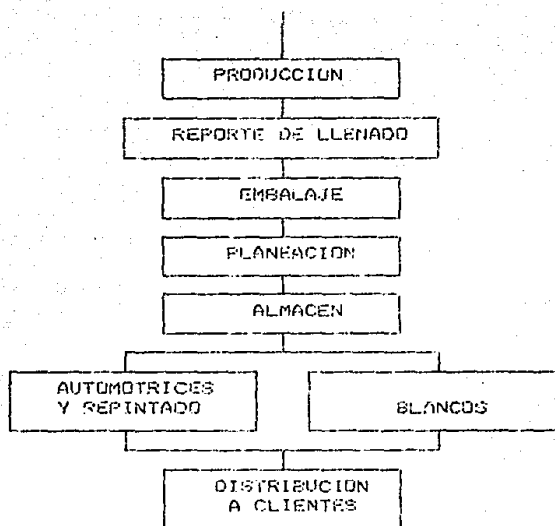 PRODUCCION
REPORTE DE LLENADO
EMBALAJE
PLANEACION
ALMACEN
AUTOMOTRICES
Y REPINTADO
BLANCOS
DISTRIBUCION
A CLIENTES